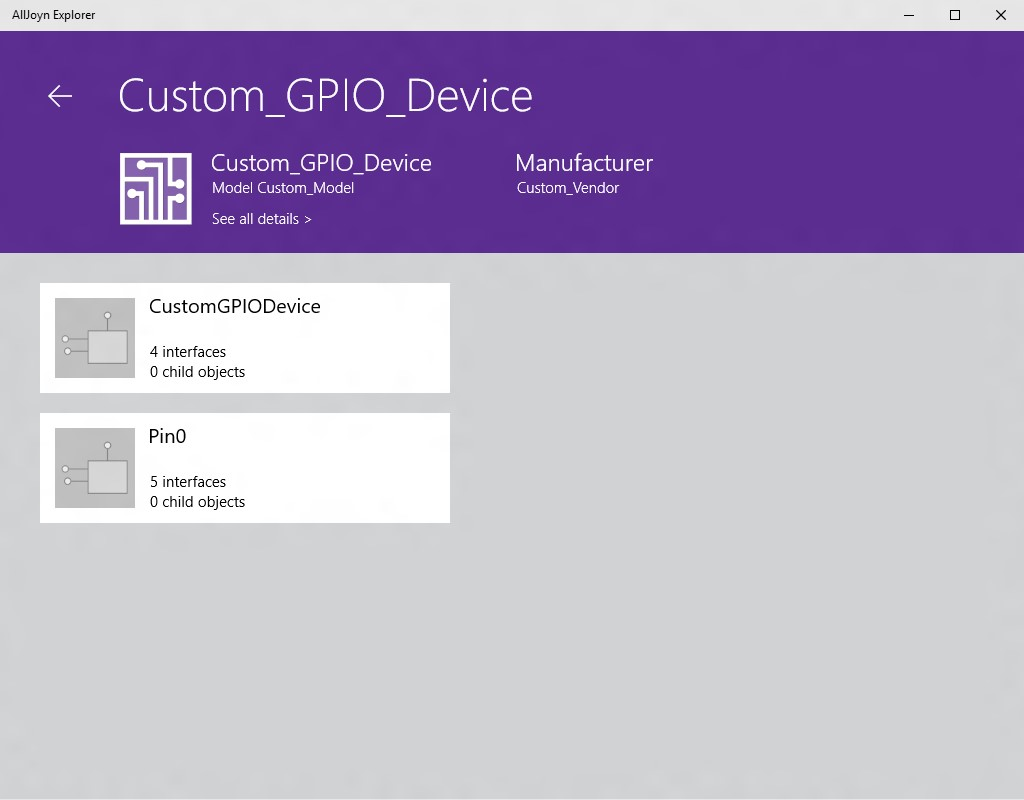 AllJoyn Explorer
Custom_GPIO_Device
Custom_GPIO_Device
Model Custom_Model
See all details >
Manufacturer
Custom_Vendor
CustomGPIODevice
4 interfaces
0 child objects
Pin0
5 interfaces
0 child objects